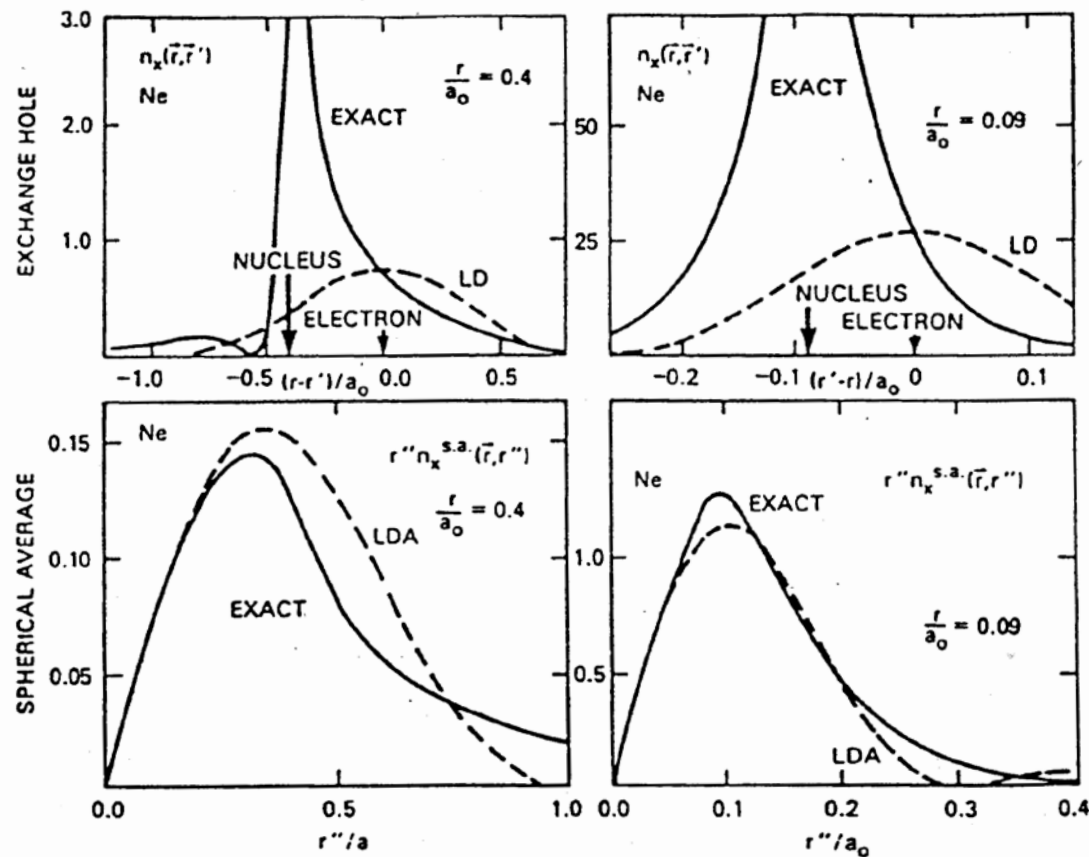 EXCHANGE HOLE
3.0
2.0
1.0
n_x(r⃗,r⃗′)
Ne
r/a_o = 0.4
EXACT
NUCLEUS
LD
ELECTRON
-1.0
-0.5
(r-r′)/a_o
0.0
0.5
50
25
n_x(r⃗,r⃗′)
Ne
EXACT
r/a_o = 0.09
LD
NUCLEUS
ELECTRON
-0.2
-0.1
(r′-r)/a_o
0
0.1
SPHERICAL AVERAGE
0.15
0.10
0.05
Ne
r″n_x^s.a.(r⃗,r″)
r/a_o = 0.4
LDA
EXACT
0.0
0.5
1.0
r″/a
1.0
0.5
Ne
r″n_x^s.a.(r⃗,r″)
EXACT
r/a_o = 0.09
LDA
0.0
0.1
0.2
0.3
0.4
r″/a_o